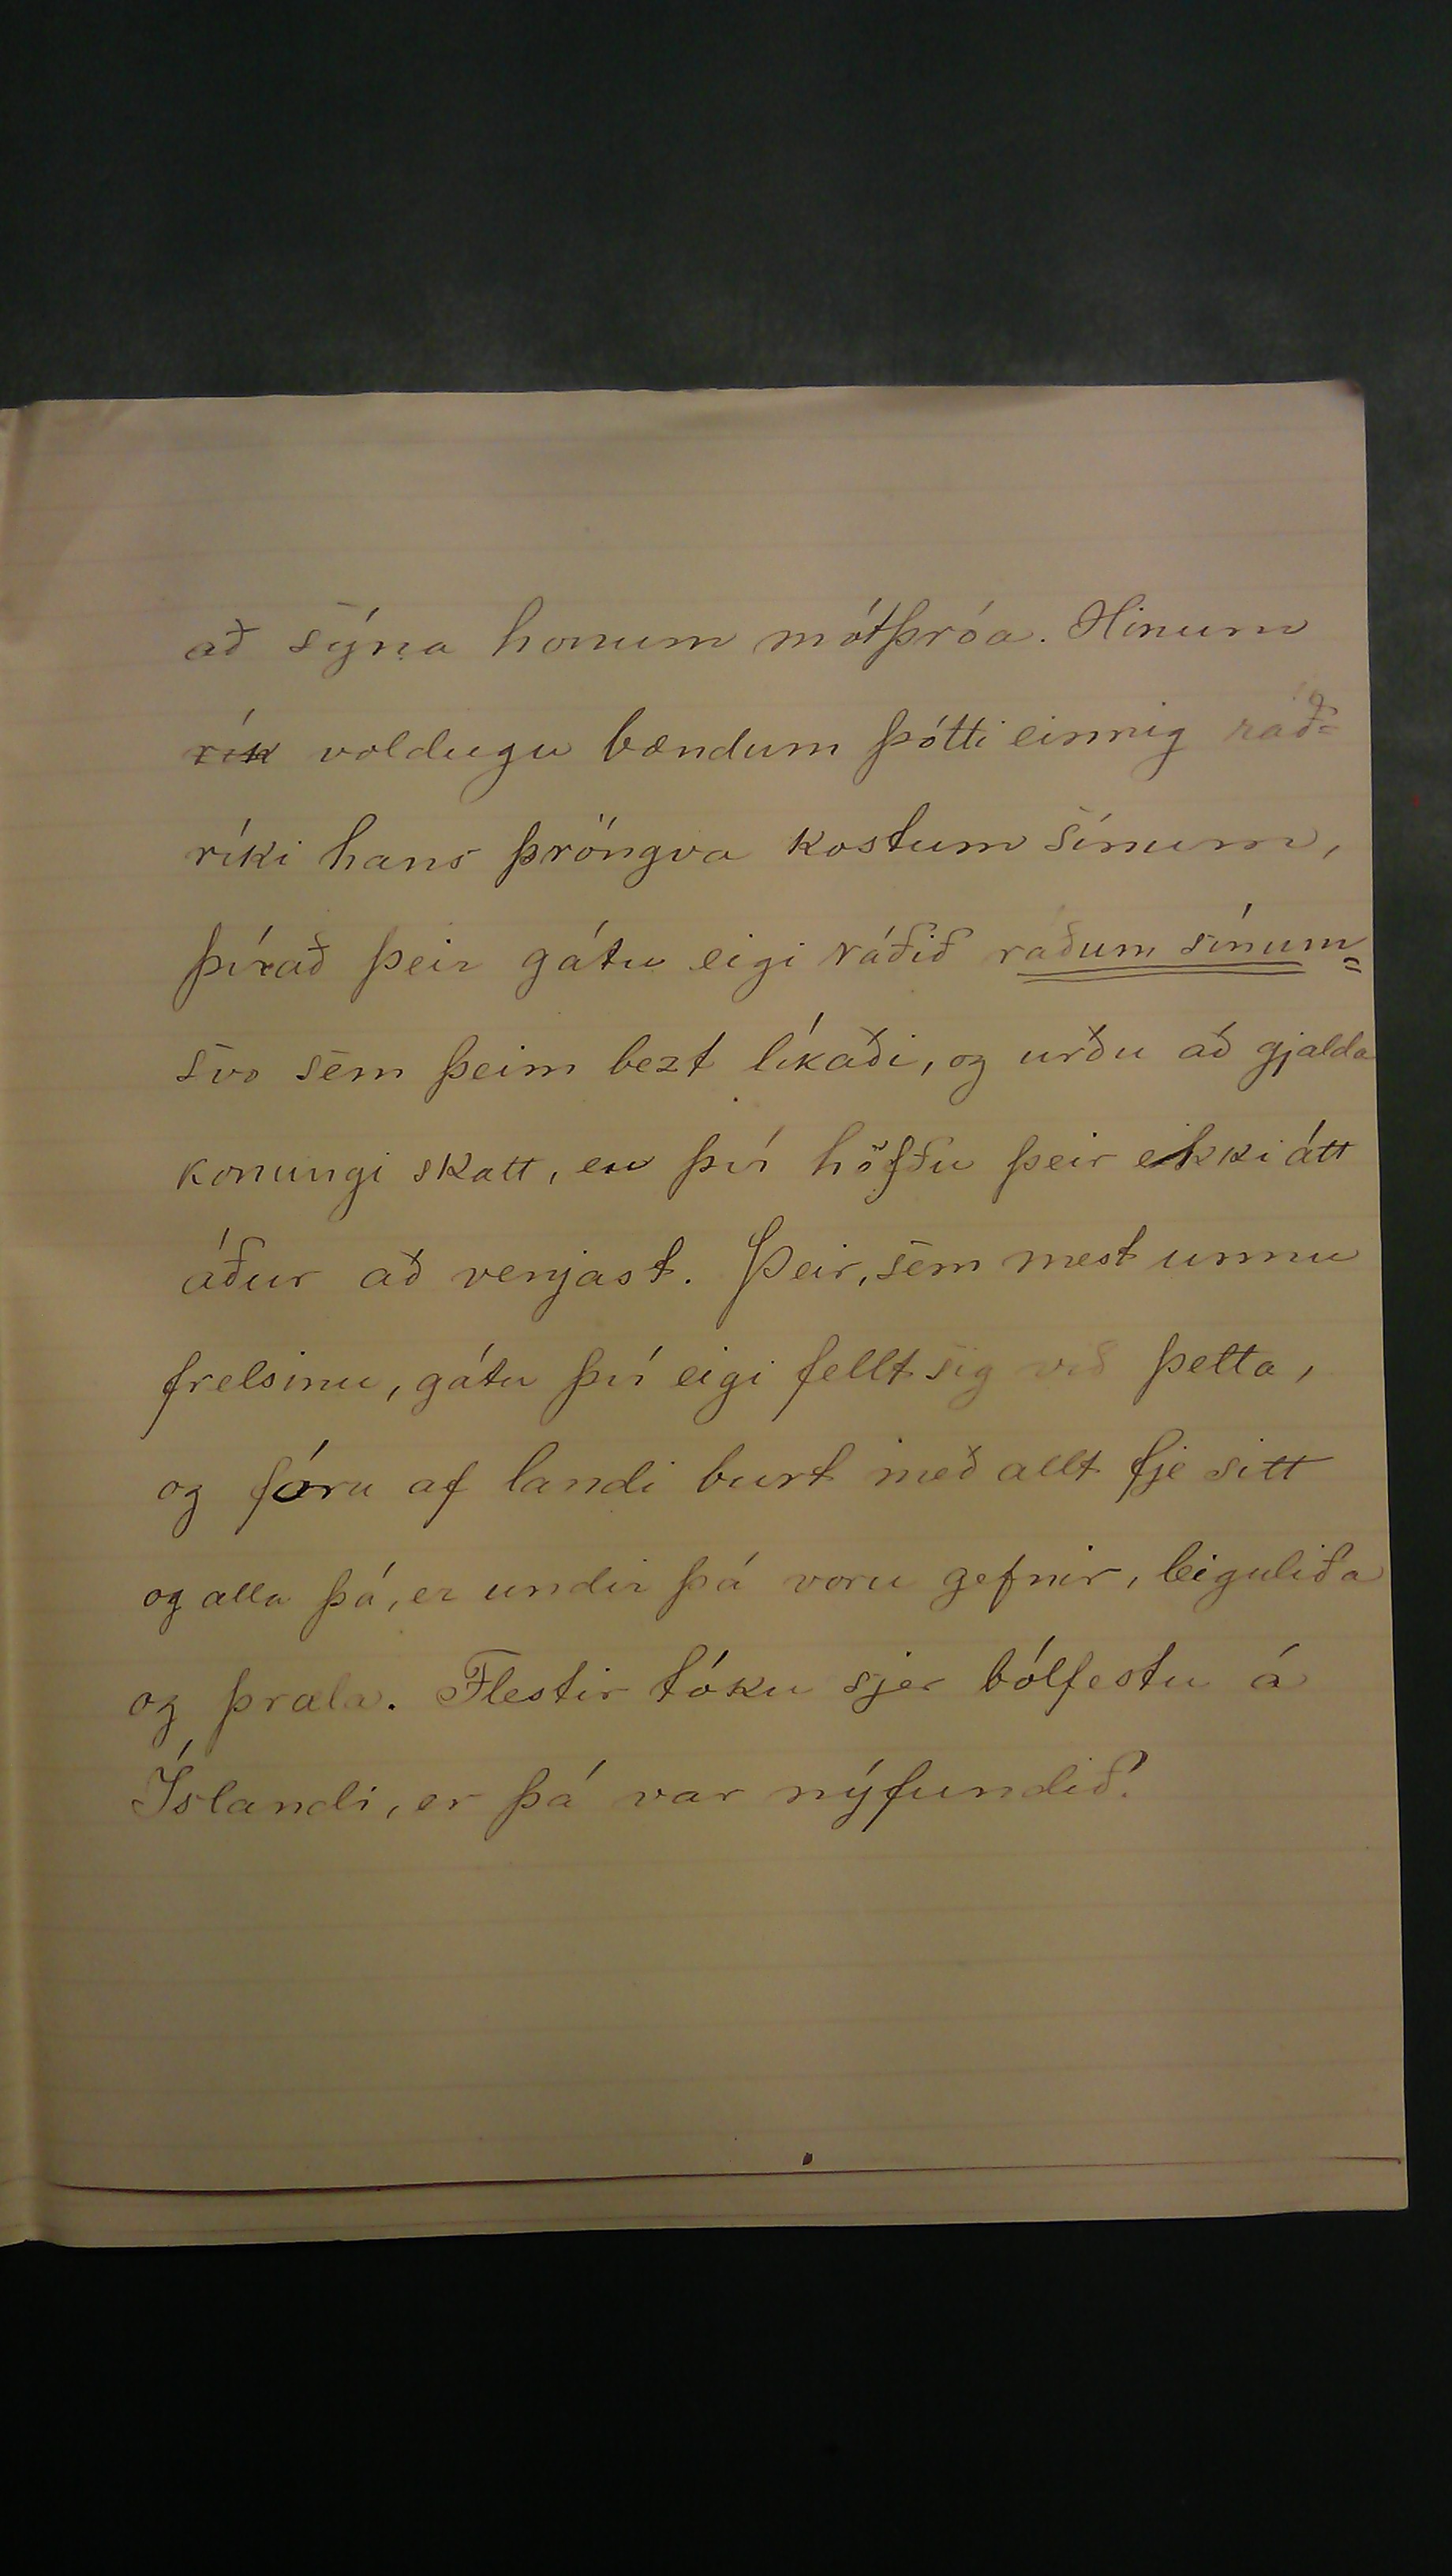 að sýna honum mótþróa. Hinum
rík voldugu bændum þótti einnig ráð-
ríki hans þröngva kostum sínum,
þíað þeir gátu eigi ráðið ráðum sínum=
svo sem þeim bezt líkaði, og urðu að gjalda
konungi skatt, en því höfðu þeir ekki átt
áður að venjast. Þeir, sem mest unnu
frelsinu, gátu því eigi fellt sig við þetta,
og fóru af landi burt með allt fje sitt
og alla þá, er undir þá voru gefnir, leiguliða
og þræla. Flestir tóku sjer bólfestu á
Íslandi, er þá var nýfundið.